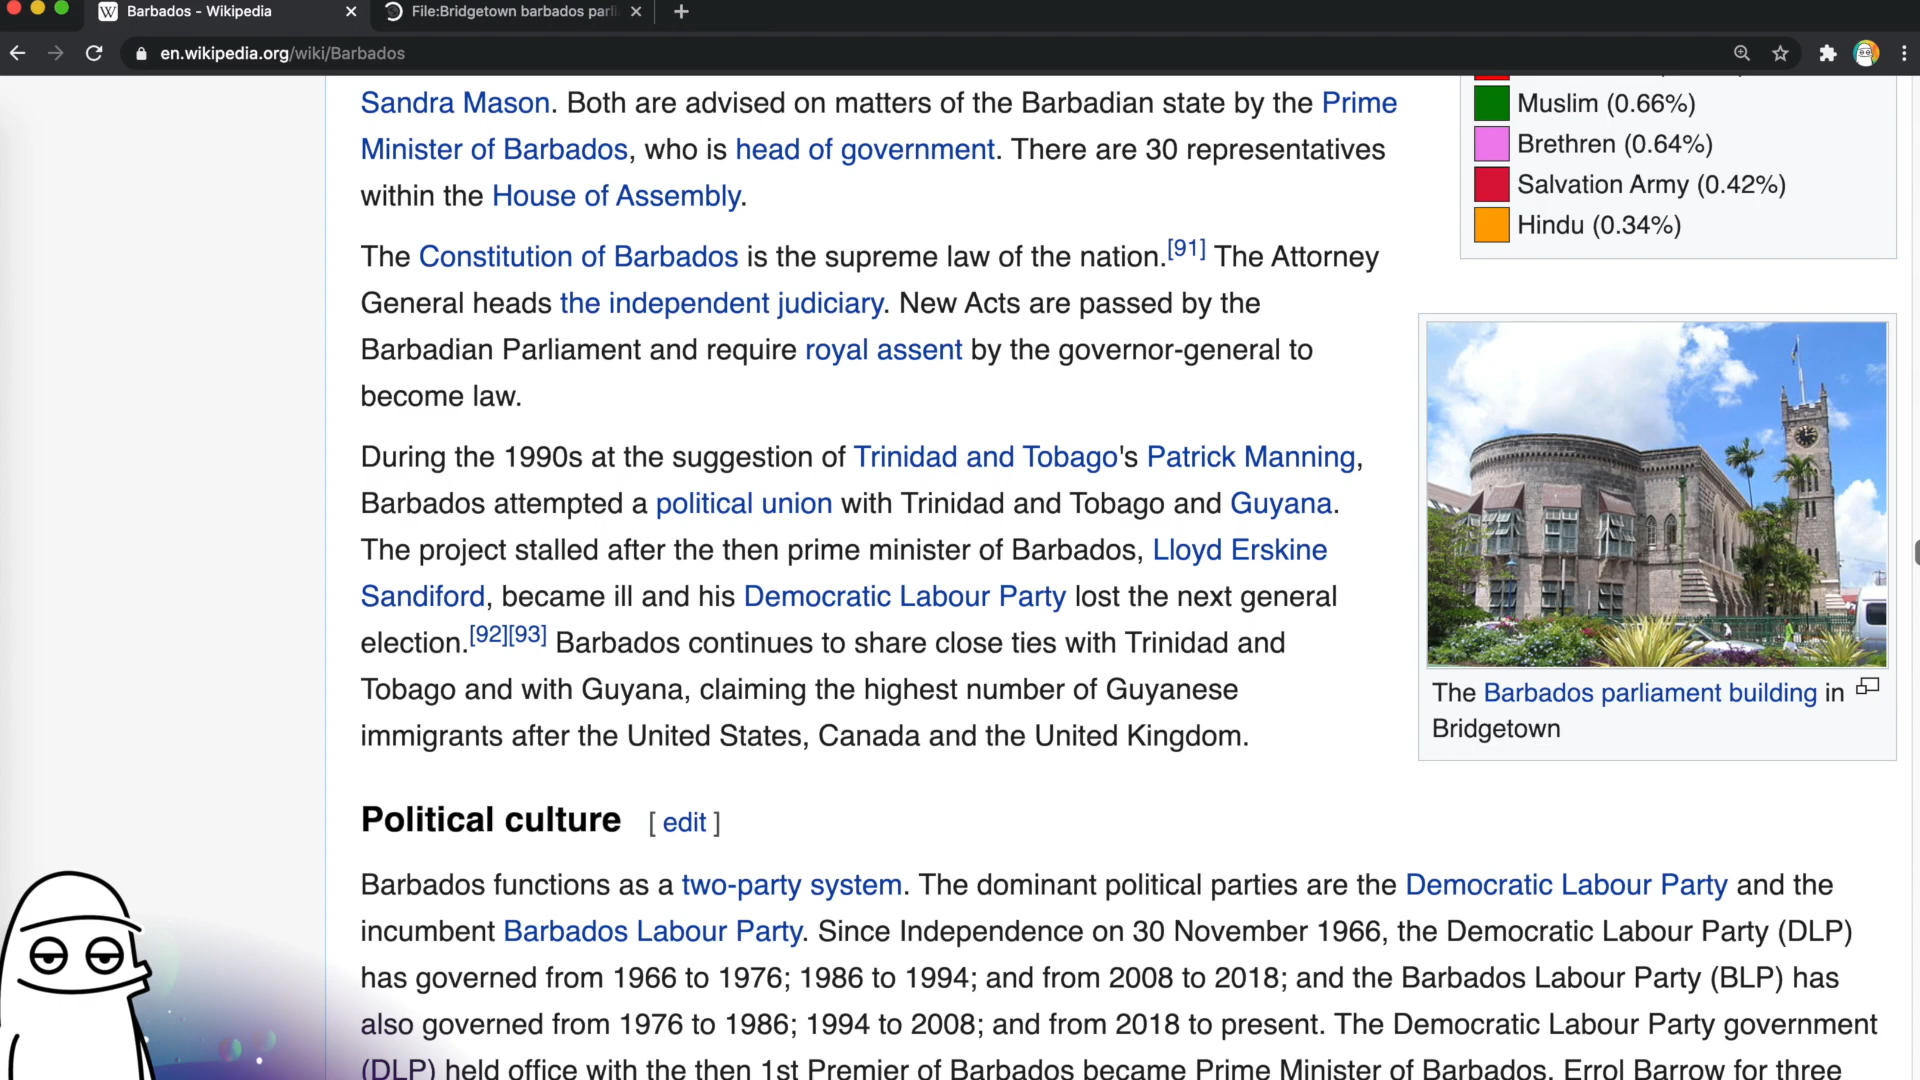 Barbados - Wikipedia
File:Bridgetown barbados parl
en.wikipedia.org/wiki/Barbados
Sandra Mason. Both are advised on matters of the Barbadian state by the Prime
Minister of Barbados, who is head of government. There are 30 representatives
within the House of Assembly.
The Constitution of Barbados is the supreme law of the nation.[91] The Attorney
General heads the independent judiciary. New Acts are passed by the
Barbadian Parliament and require royal assent by the governor-general to
become law.
During the 1990s at the suggestion of Trinidad and Tobago's Patrick Manning,
Barbados attempted a political union with Trinidad and Tobago and Guyana.
The project stalled after the then prime minister of Barbados, Lloyd Erskine
Sandiford, became ill and his Democratic Labour Party lost the next general
election.[92][93] Barbados continues to share close ties with Trinidad and
Tobago and with Guyana, claiming the highest number of Guyanese
immigrants after the United States, Canada and the United Kingdom.
Muslim (0.66%)
Brethren (0.64%)
Salvation Army (0.42%)
Hindu (0.34%)
The Barbados parliament building in
Bridgetown
Political culture [ edit ]
Barbados functions as a two-party system. The dominant political parties are the Democratic Labour Party and the
incumbent Barbados Labour Party. Since Independence on 30 November 1966, the Democratic Labour Party (DLP)
has governed from 1966 to 1976; 1986 to 1994; and from 2008 to 2018; and the Barbados Labour Party (BLP) has
also governed from 1976 to 1986; 1994 to 2008; and from 2018 to present. The Democratic Labour Party government
(DLP) held office with the then 1st Premier of Barbados became Prime Minister of Barbados, Errol Barrow for three